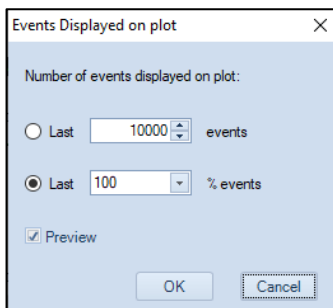 Events Displayed on plot
Number of events displayed on plot:
Last 10000 events
Last 100 % events
Preview
OK Cancel